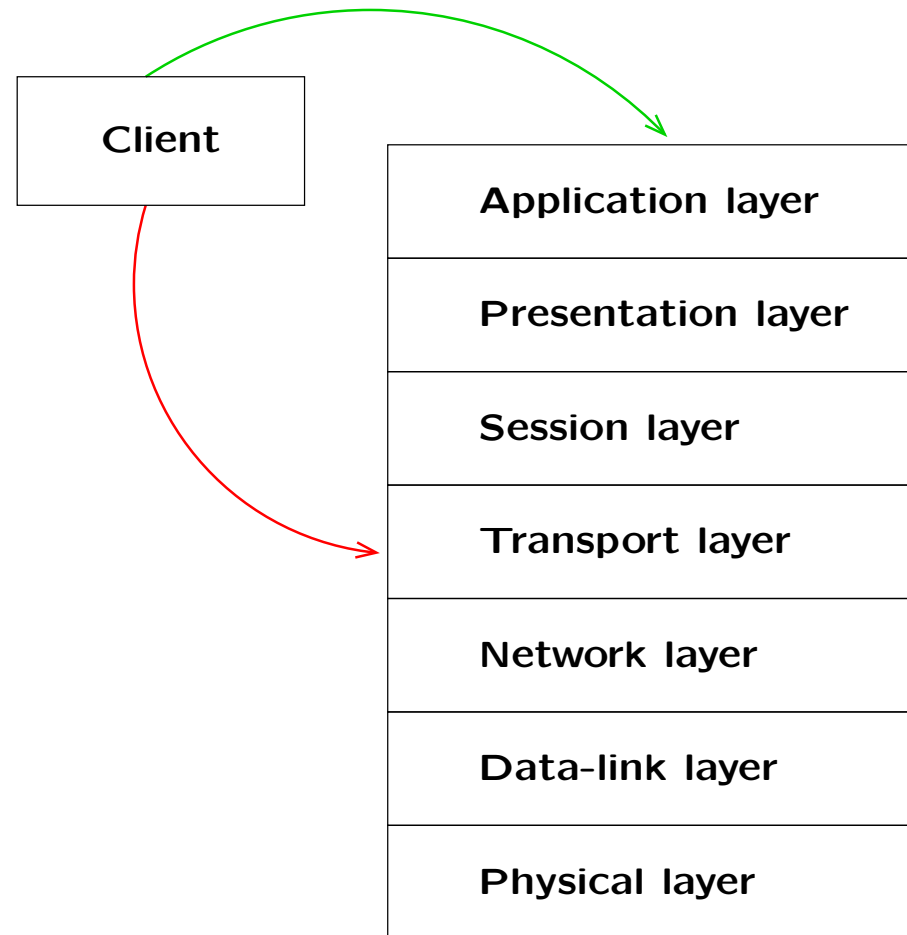 Client
Application layer
Presentation layer
Session layer
Transport layer
Network layer
Data-link layer
Physical layer